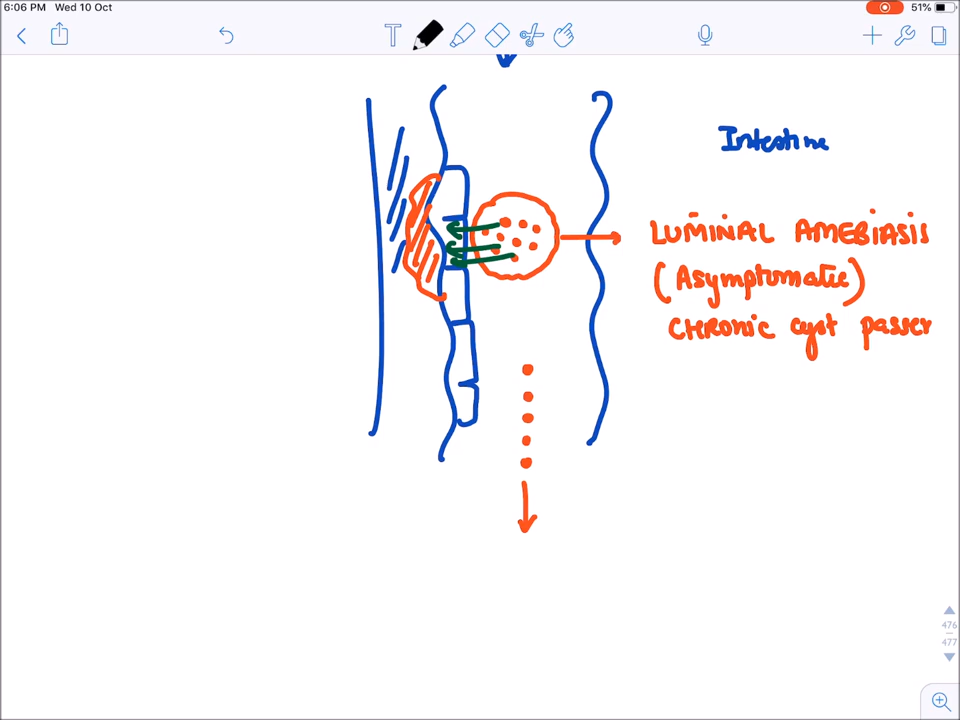 6:06 PM Wed 10 Oct
51%
T
Intestine
LUMINAL AMEBIASIS
(Asymptomatic)
CHRONIC cyst passer
476
477